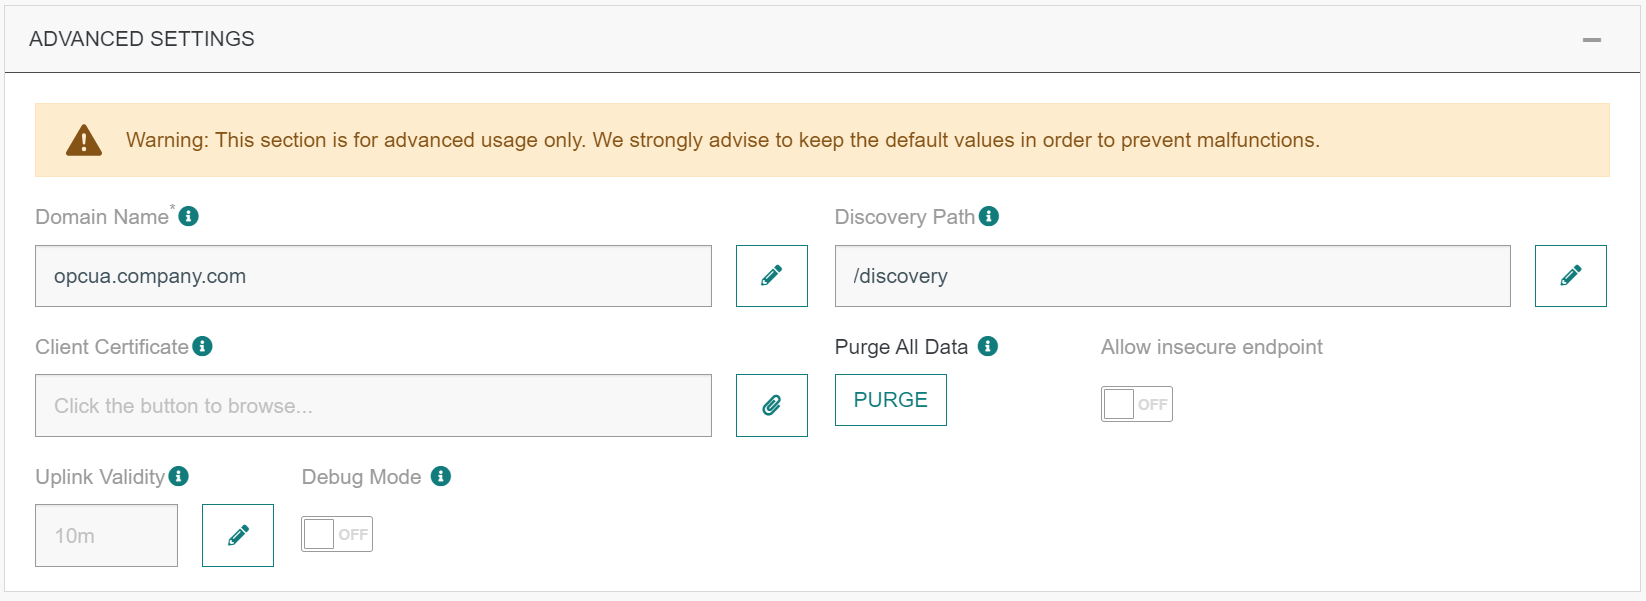 ADVANCED SETTINGS
Warning: This section is for advanced usage only. We strongly advise to keep the default values in order to prevent malfunctions.
Domain Name*
Discovery Path
opcua.company.com
/discovery
Client Certificate
Purge All Data
Allow insecure endpoint
Click the button to browse...
PURGE
OFF
Uplink Validity
Debug Mode
10m
OFF